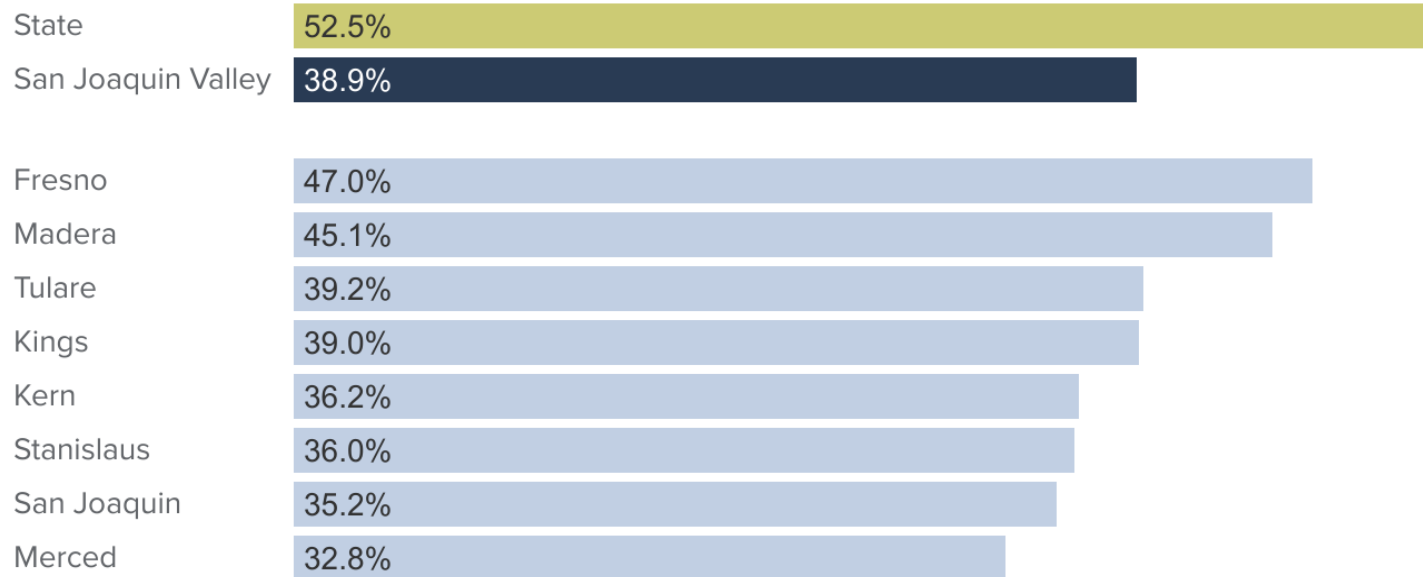 State 52.5%
San Joaquin Valley 38.9%
Fresno 47.0%
Madera 45.1%
Tulare 39.2%
Kings 39.0%
Kern 36.2%
Stanislaus 36.0%
San Joaquin 35.2%
Merced 32.8%